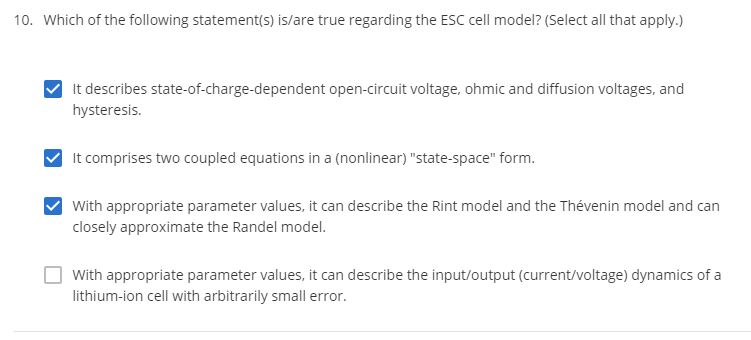 10. Which of the following statement(s) is/are true regarding the ESC cell model? (Select all that apply.)
It describes state-of-charge-dependent open-circuit voltage, ohmic and diffusion voltages, and
hysteresis.
It comprises two coupled equations in a (nonlinear) "state-space" form.
With appropriate parameter values, it can describe the Rint model and the Thévenin model and can
closely approximate the Randel model.
With appropriate parameter values, it can describe the input/output (current/voltage) dynamics of a
lithium-ion cell with arbitrarily small error.